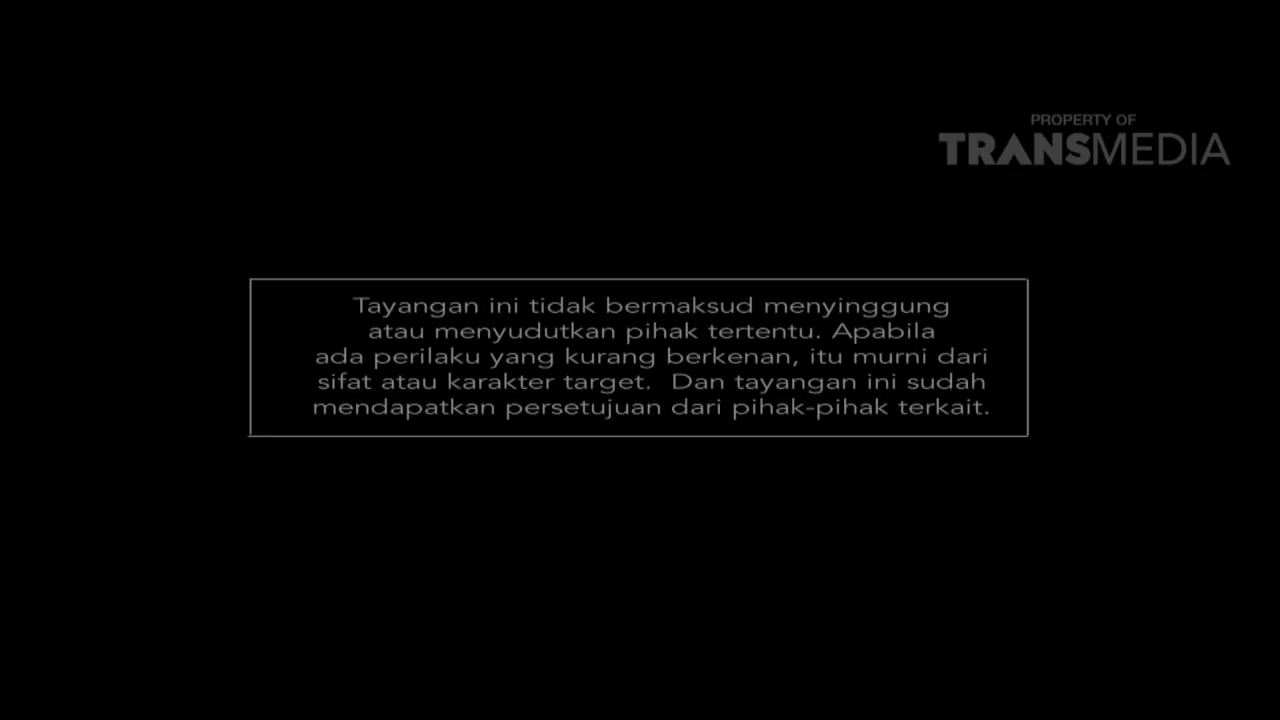 PROPERTY OF
TRANSMEDIA
Tayangan ini tidak bermaksud menyinggung
atau menyudutkan pihak tertentu. Apabila
ada perilaku yang kurang berkenan, itu murni dari
sifat atau karakter target. Dan tayangan ini sudah
mendapatkan persetujuan dari pihak-pihak terkait.